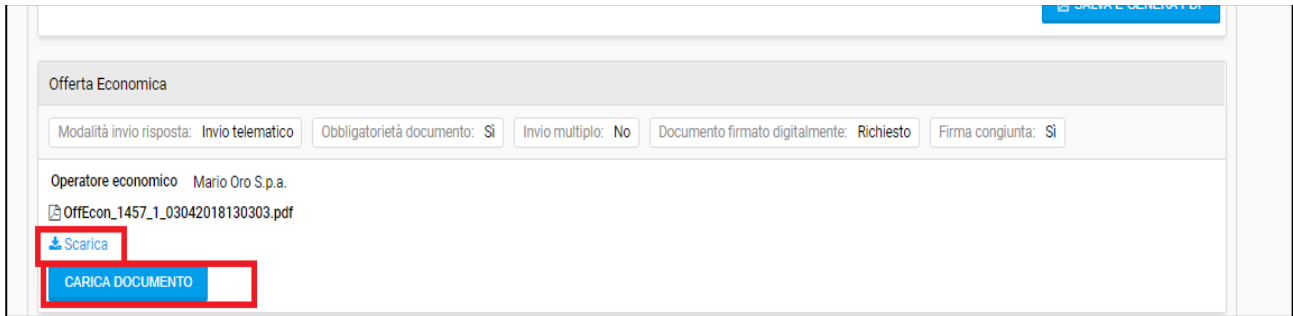 SALVA E GENERA PDF
Offerta Economica
Modalità invio risposta: Invio telematico Obbligatorietà documento: Sì Invio multiplo: No Documento firmato digitalmente: Richiesto Firma congiunta: Sì
Operatore economico Mario Oro S.p.a.
OffEcon_1457_1_03042018130303.pdf
Scarica
CARICA DOCUMENTO